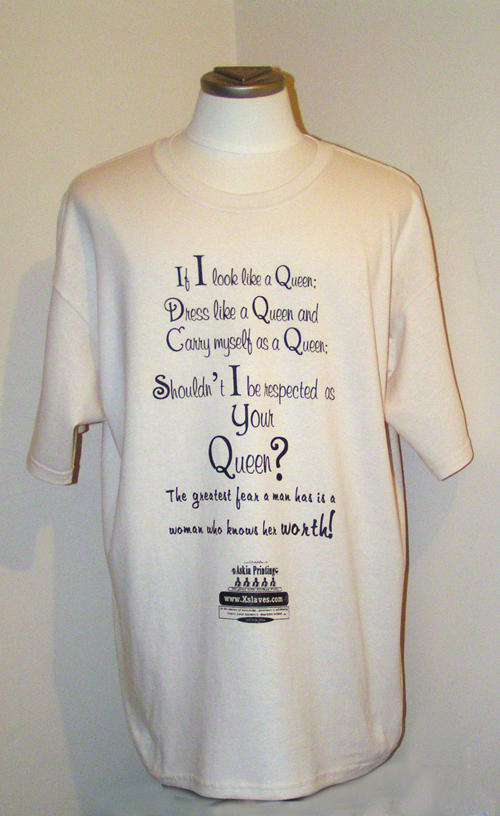 If I look like a Queen;
Dress like a Queen and
Carry myself as a Queen;
Shouldn't I be respected as
Your
Queen?
The greatest fear a man has is a
woman who knows her worth!
Askia Printing
www.Xslaves.com